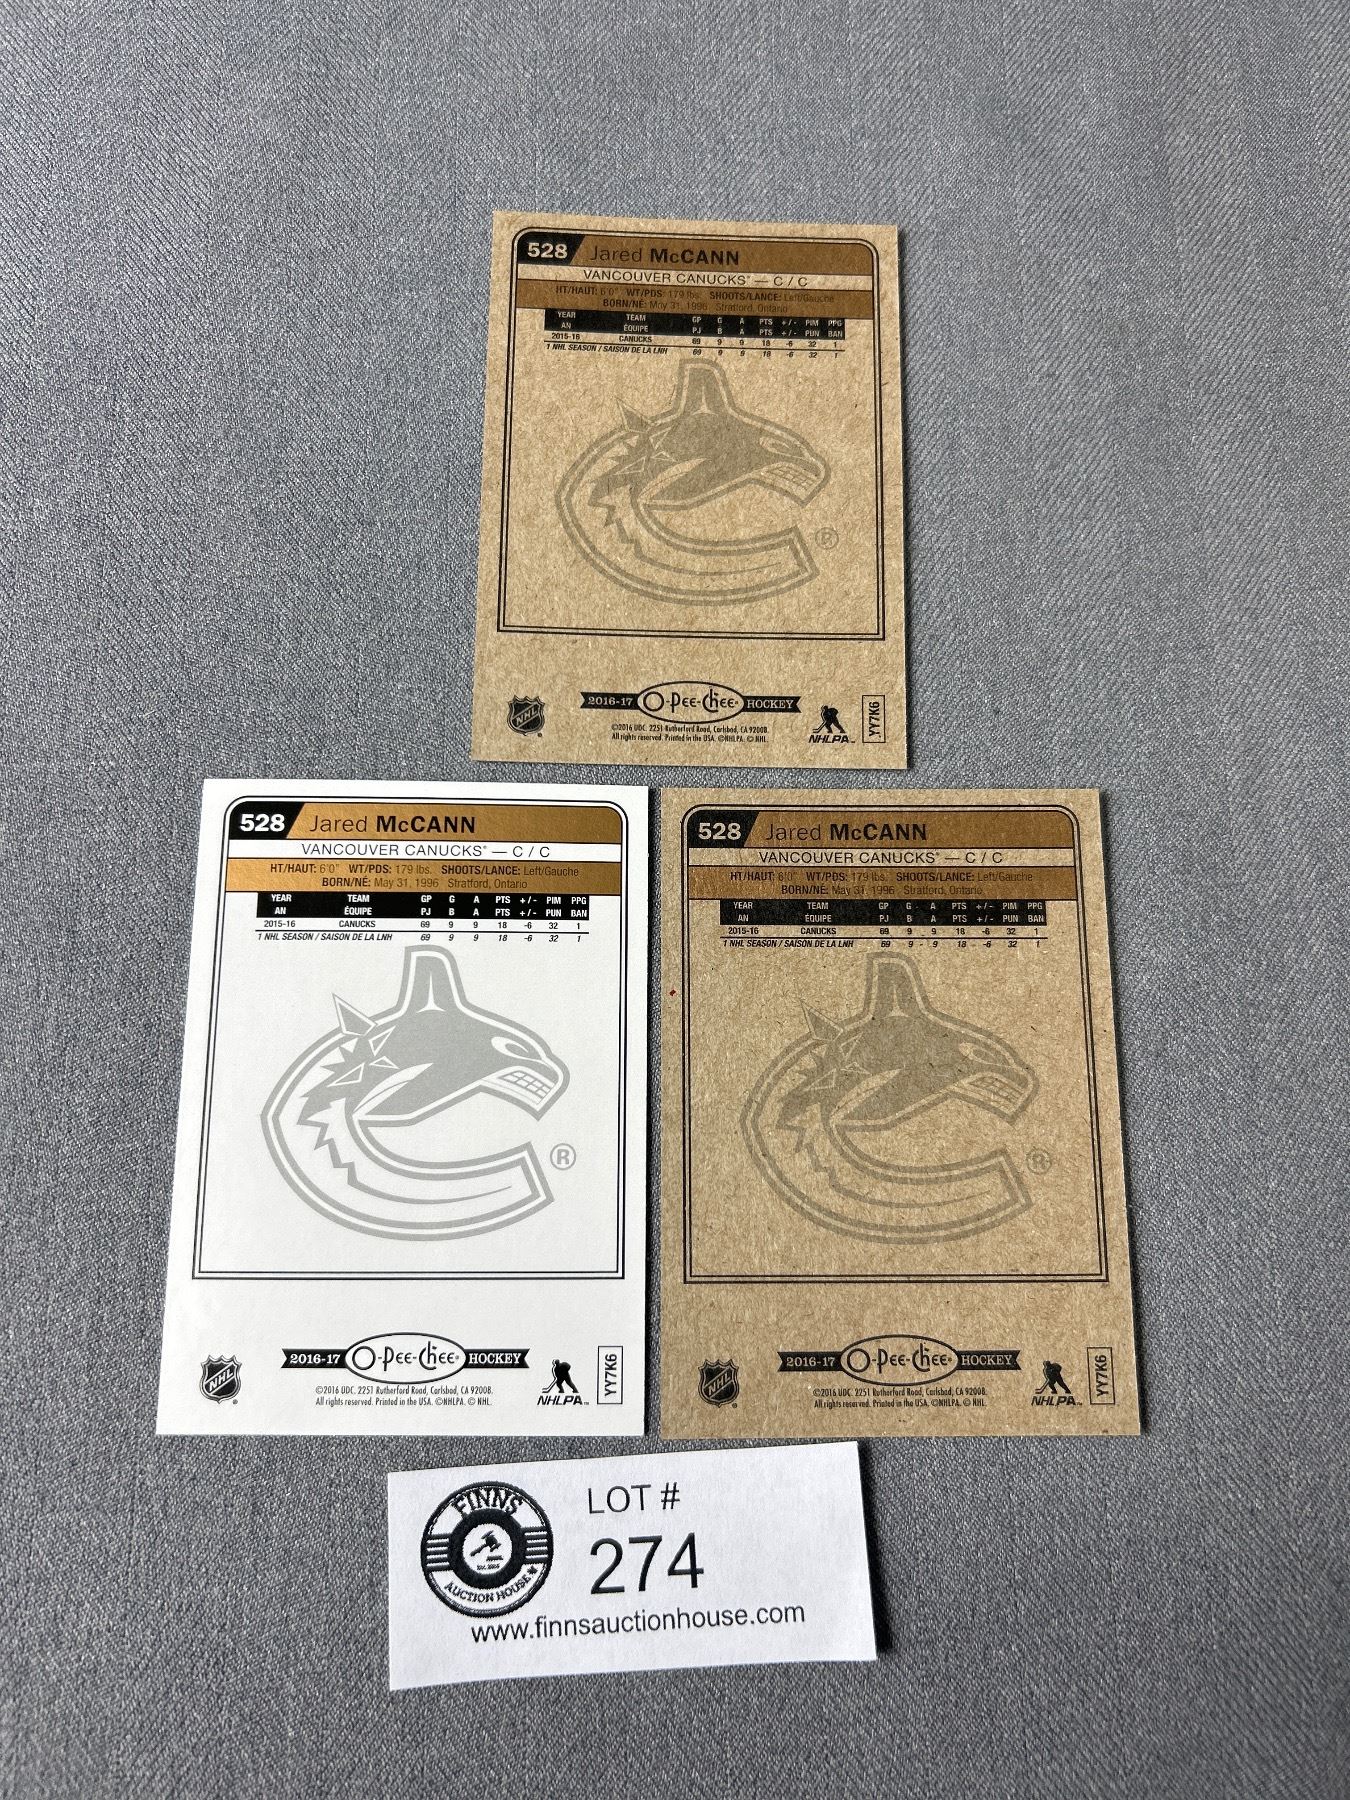 528 Jared McCANN
VANCOUVER CANUCKS® — C / C
HT/HAUT: 6'0" WT/PDS: 179 lbs. SHOOTS/LANCE: Left/Gauche
BORN/NÉ: May 31, 1996 Stratford, Ontario
YEAR TEAM GP G A PTS +/- PIM PPG
AN ÉQUIPE PJ B A PTS +/- PUN BAN
2015-16 CANUCKS 69 9 9 18 -6 32 1
1 NHL SEASON / SAISON DE LA LNH 69 9 9 18 -6 32 1
®
2016-17 O-Pee-Chee® HOCKEY
©2016 UDC. 2251 Rutherford Road, Carlsbad, CA 92008.
All rights reserved. Printed in the USA. ©NHLPA. © NHL.
NHL
NHLPA™
YY7K6
528 Jared McCANN
VANCOUVER CANUCKS® — C / C
HT/HAUT: 6'0" WT/PDS: 179 lbs. SHOOTS/LANCE: Left/Gauche
BORN/NÉ: May 31, 1996 Stratford, Ontario
YEAR TEAM GP G A PTS +/- PIM PPG
AN ÉQUIPE PJ B A PTS +/- PUN BAN
2015-16 CANUCKS 69 9 9 18 -6 32 1
1 NHL SEASON / SAISON DE LA LNH 69 9 9 18 -6 32 1
®
2016-17 O-Pee-Chee® HOCKEY
©2016 UDC. 2251 Rutherford Road, Carlsbad, CA 92008.
All rights reserved. Printed in the USA. ©NHLPA. © NHL.
NHL
NHLPA™
YY7K6
528 Jared McCANN
VANCOUVER CANUCKS® — C / C
HT/HAUT: 6'0" WT/PDS: 179 lbs. SHOOTS/LANCE: Left/Gauche
BORN/NÉ: May 31, 1996 Stratford, Ontario
YEAR TEAM GP G A PTS +/- PIM PPG
AN ÉQUIPE PJ B A PTS +/- PUN BAN
2015-16 CANUCKS 69 9 9 18 -6 32 1
1 NHL SEASON / SAISON DE LA LNH 69 9 9 18 -6 32 1
®
2016-17 O-Pee-Chee® HOCKEY
©2016 UDC. 2251 Rutherford Road, Carlsbad, CA 92008.
All rights reserved. Printed in the USA. ©NHLPA. © NHL.
NHL
NHLPA™
YY7K6
FINNS
AUCTION HOUSE
LOT #
274
www.finnsauctionhouse.com